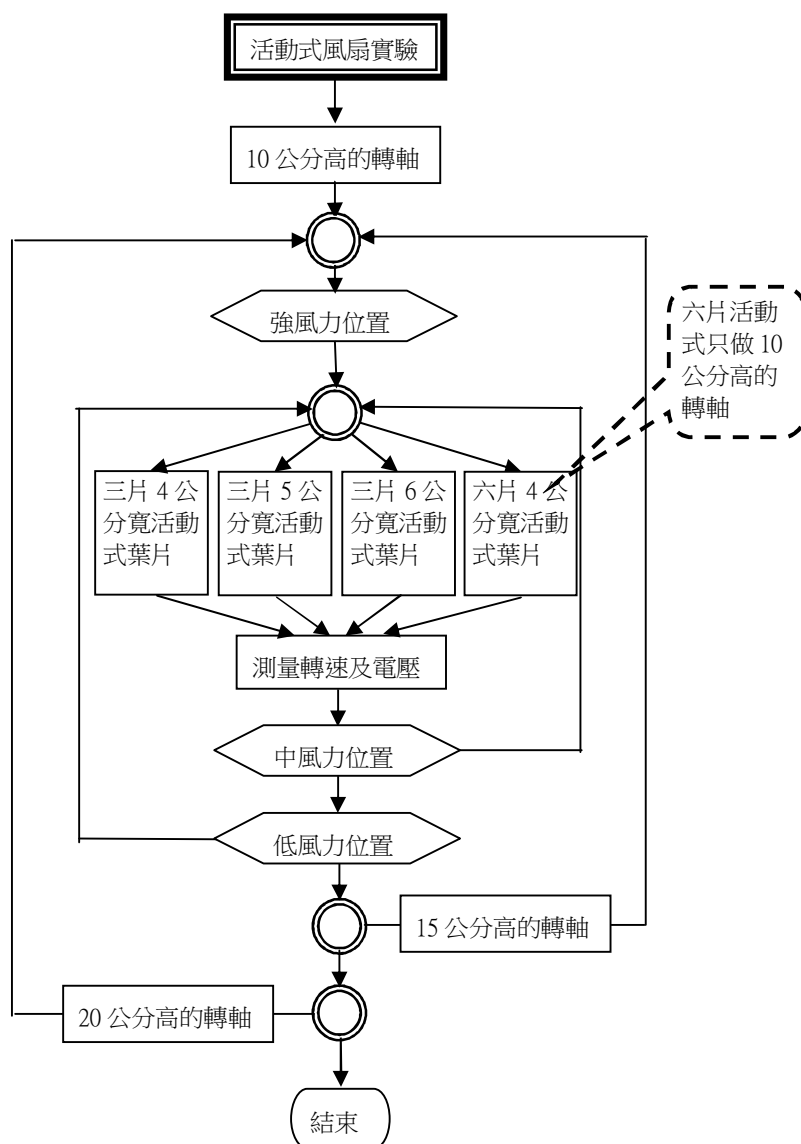 活動式風扇實驗
10 公分高的轉軸
強風力位置
六片活動
式只做 10
公分高的
轉軸
三片 4 公
分寬活動
式葉片
三片 5 公
分寬活動
式葉片
三片 6 公
分寬活動
式葉片
六片 4 公
分寬活動
式葉片
測量轉速及電壓
中風力位置
低風力位置
15 公分高的轉軸
20 公分高的轉軸
結束